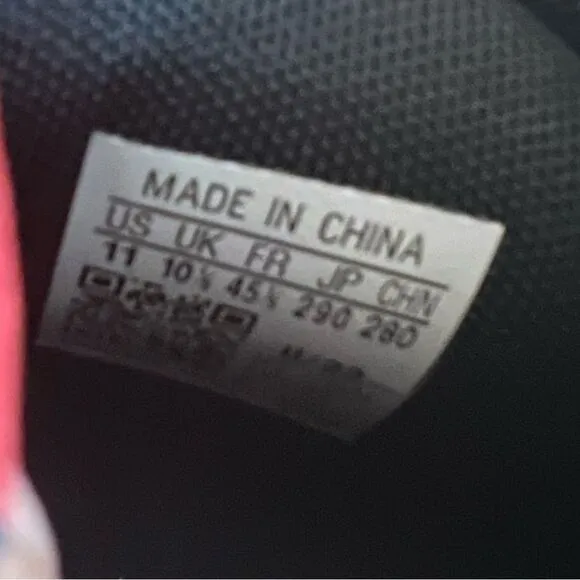 MADE IN CHINA
US UK FR JP CHN
11 10½ 45⅓ 290 280